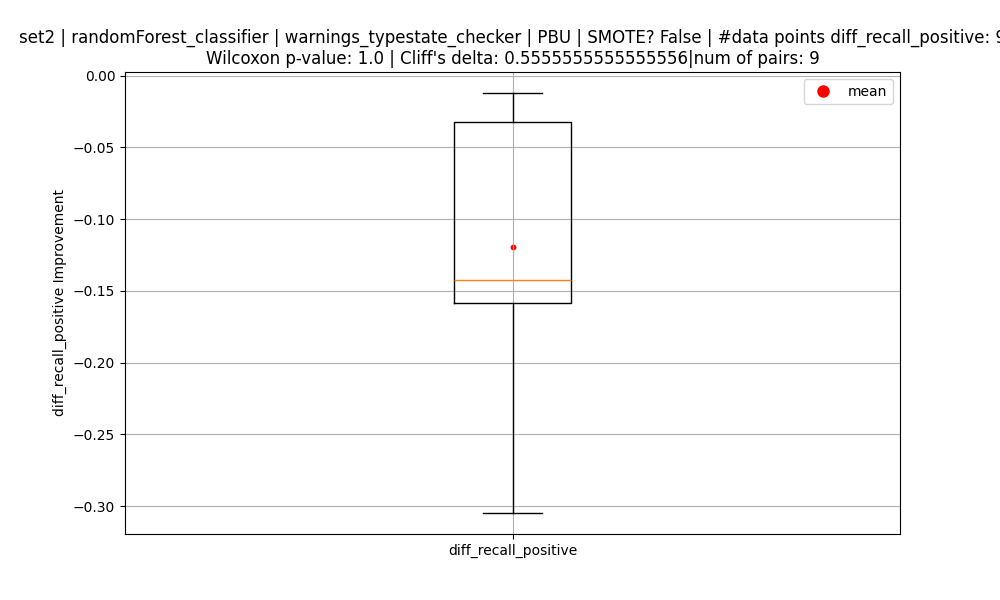 set2 | randomForest_classifier | warnings_typestate_checker | PBU | SMOTE? False | #data points diff_recall_positive: 9
Wilcoxon p-value: 1.0 | Cliff's delta: 0.5555555555555556|num of pairs: 9
mean
0.00
−0.05
−0.10
−0.15
−0.20
−0.25
−0.30
diff_recall_positive Improvement
diff_recall_positive